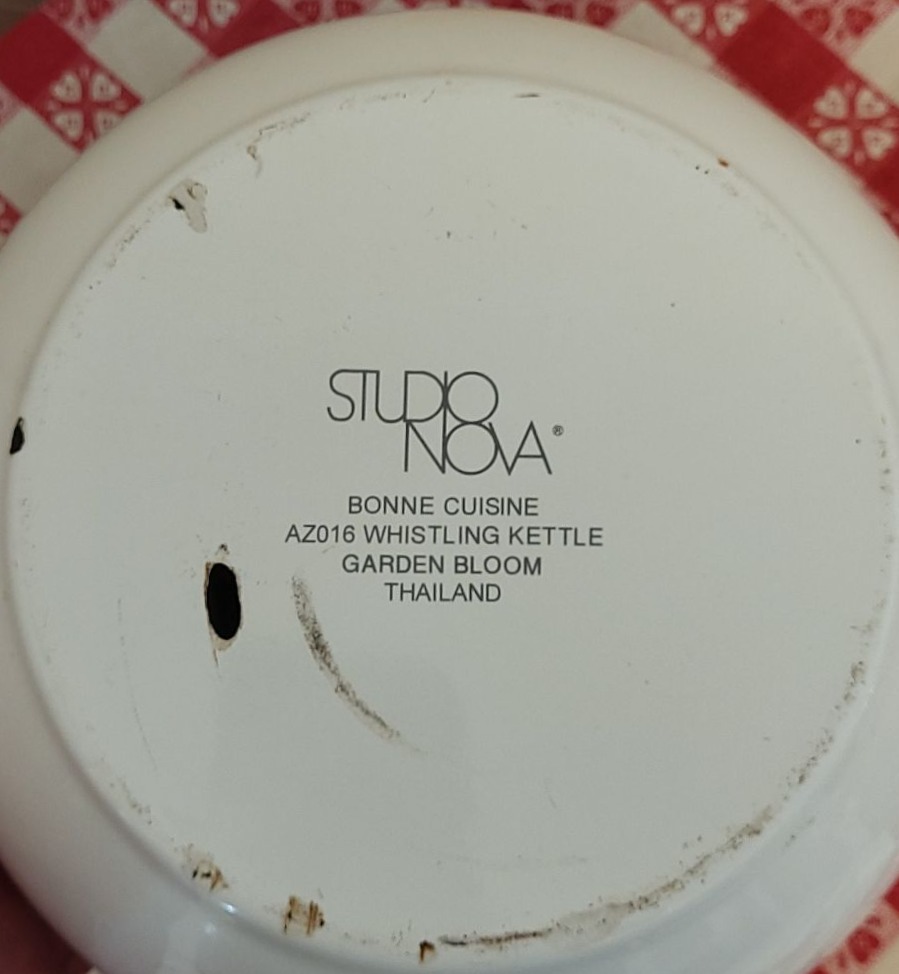 STUDIO
NOVA®
BONNE CUISINE
AZ016 WHISTLING KETTLE
GARDEN BLOOM
THAILAND